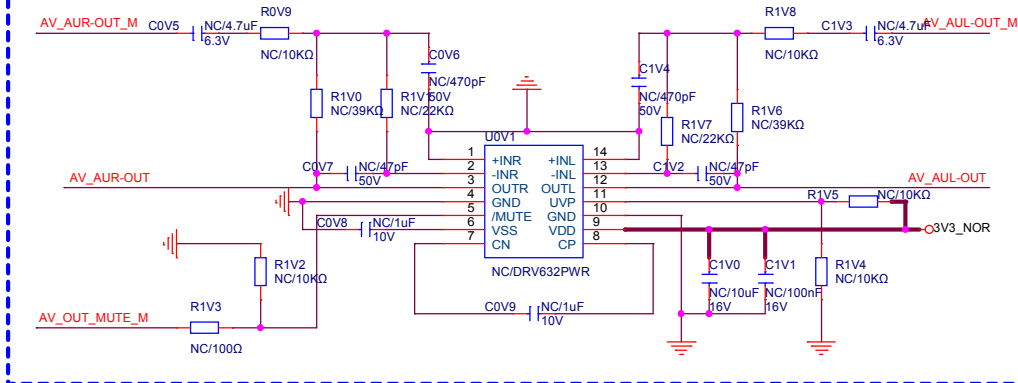 AV_AUR-OUT_M
C0V5
NC/4.7uF
6.3V
R0V9
NC/10KΩ
C0V6
NC/470pF
50V
R1V0
NC/39KΩ
R1V1
NC/22KΩ
C0V7
NC/47pF
50V
AV_AUR-OUT
R1V8
NC/10KΩ
C1V3
NC/4.7uF
6.3V
AV_AUL-OUT_M
C1V4
NC/470pF
50V
R1V7
NC/22KΩ
R1V6
NC/39KΩ
C1V2
NC/47pF
50V
AV_AUL-OUT
U0V1
1 +INR +INL 14
2 -INR -INL 13
3 OUTR OUTL 12
4 GND UVP 11
5 /MUTE GND 10
6 VSS VDD 9
7 CN CP 8
NC/DRV632PWR
C0V8
NC/1uF
10V
R1V5
NC/10KΩ
3V3_NOR
R1V2
NC/10KΩ
C1V0
NC/10uF
16V
C1V1
NC/100nF
16V
R1V4
NC/10KΩ
C0V9
NC/1uF
10V
AV_OUT_MUTE_M
R1V3
NC/100Ω